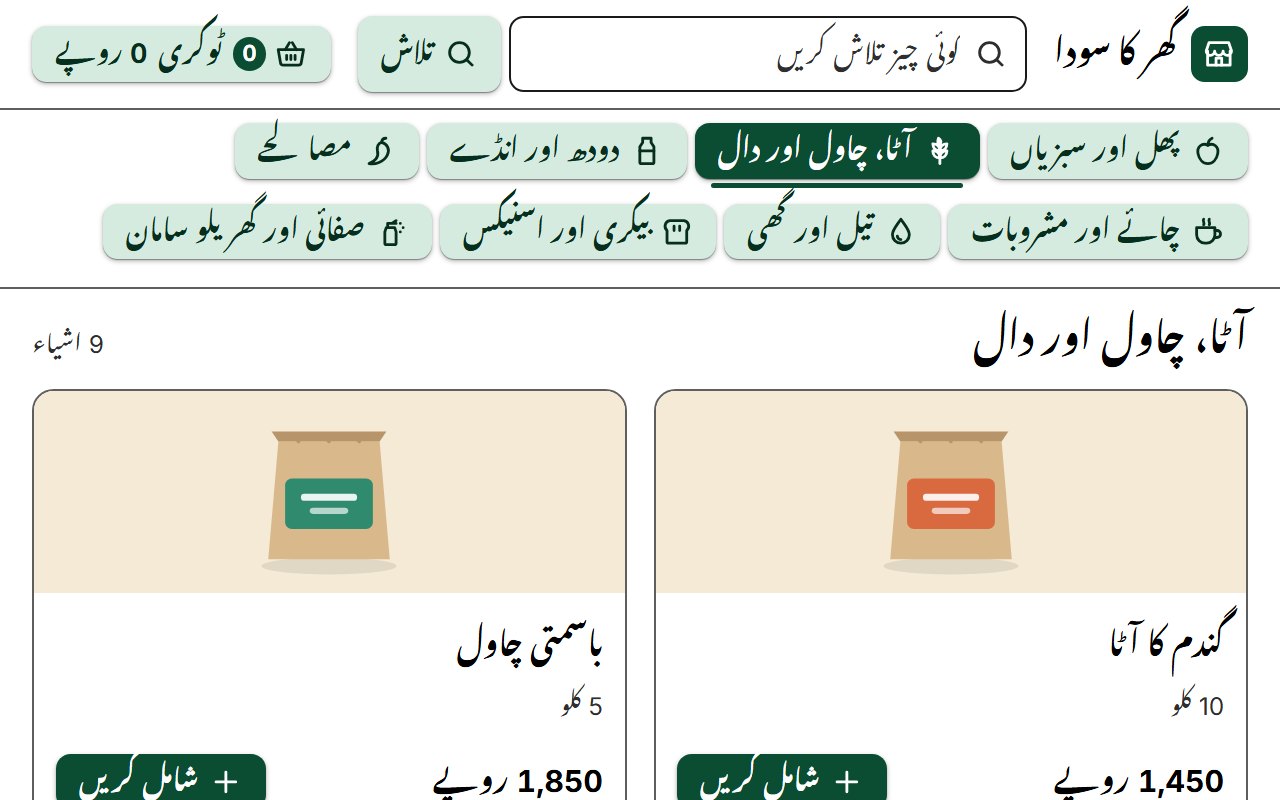 گھر کا سودا
کوئی چیز تلاش کریں
تلاش
0 ٹوکری 0 روپے
پھل اور سبزیاں
آٹا، چاول اور دال
دودھ اور انڈے
مصالحے
چائے اور مشروبات
تیل اور گھی
بیکری اور اسنیکس
صفائی اور گھریلو سامان
آٹا، چاول اور دال
9 اشیاء
گندم کا آٹا
10 کلو
1,450 روپے
شامل کریں
باسمتی چاول
5 کلو
1,850 روپے
شامل کریں